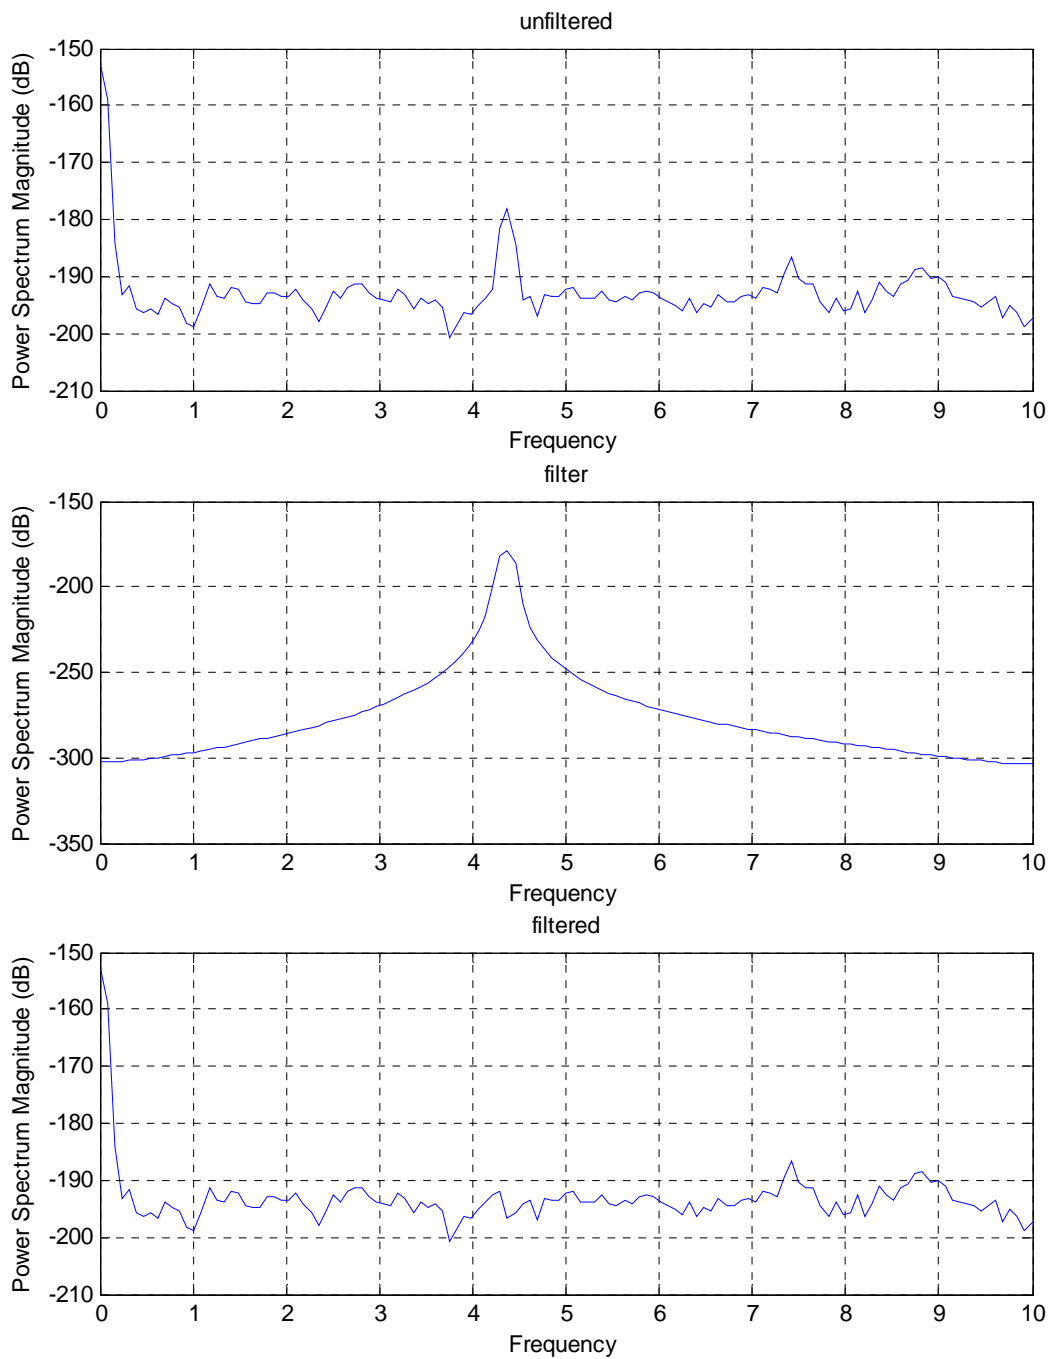 unfiltered
Power Spectrum Magnitude (dB)
-150
-160
-170
-180
-190
-200
-210
0 1 2 3 4 5 6 7 8 9 10
Frequency
filter
Power Spectrum Magnitude (dB)
-150
-200
-250
-300
-350
0 1 2 3 4 5 6 7 8 9 10
Frequency
filtered
Power Spectrum Magnitude (dB)
-150
-160
-170
-180
-190
-200
-210
0 1 2 3 4 5 6 7 8 9 10
Frequency